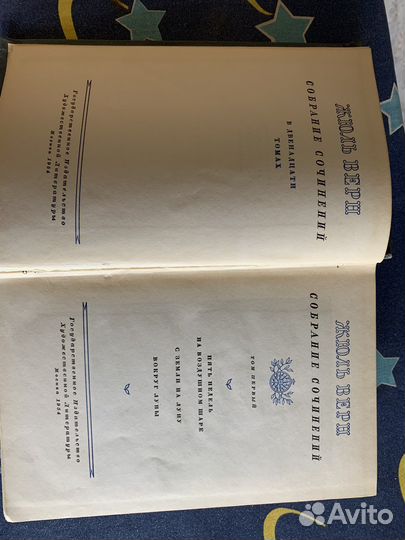 ЖЮЛЬ ВЕРН
СОБРАНИЕ СОЧИНЕНИЙ
В ДВЕНАДЦАТИ
ТОМАХ
Государственное Издательство
Художественной Литературы
Москва 1954
ЖЮЛЬ ВЕРН
СОБРАНИЕ СОЧИНЕНИЙ
ТОМ ПЕРВЫЙ
ПЯТЬ НЕДЕЛЬ
НА ВОЗДУШНОМ ШАРЕ
С ЗЕМЛИ НА ЛУНУ
ВОКРУГ ЛУНЫ
Государственное Издательство
Художественной Литературы
Москва 1954
Avito